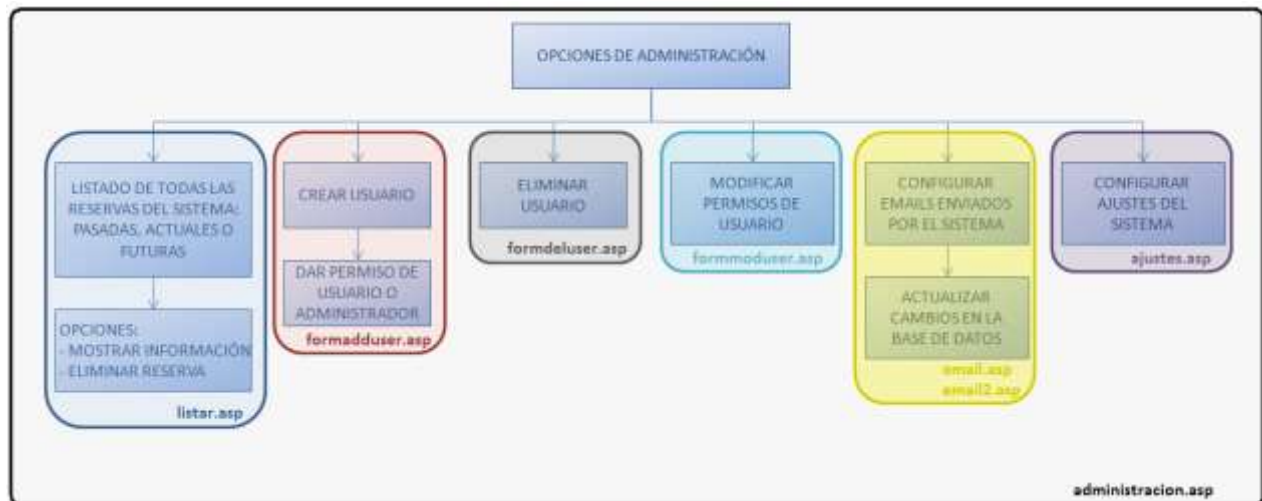 OPCIONES DE ADMINISTRACIÓN
LISTADO DE TODAS LAS
RESERVAS DEL SISTEMA:
PASADAS, ACTUALES O
FUTURAS
OPCIONES:
- MOSTRAR INFORMACIÓN
- ELIMINAR RESERVA
listar.asp
CREAR USUARIO
DAR PERMISO DE
USUARIO O
ADMINISTRADOR
formadduser.asp
ELIMINAR
USUARIO
formdeluser.asp
MODIFICAR
PERMISOS DE
USUARIO
formmoduser.asp
CONFIGURAR
EMAILS ENVIADOS
POR EL SISTEMA
ACTUALIZAR
CAMBIOS EN LA
BASE DE DATOS
email.asp
email2.asp
CONFIGURAR
AJUSTES DEL
SISTEMA
ajustes.asp
administracion.asp